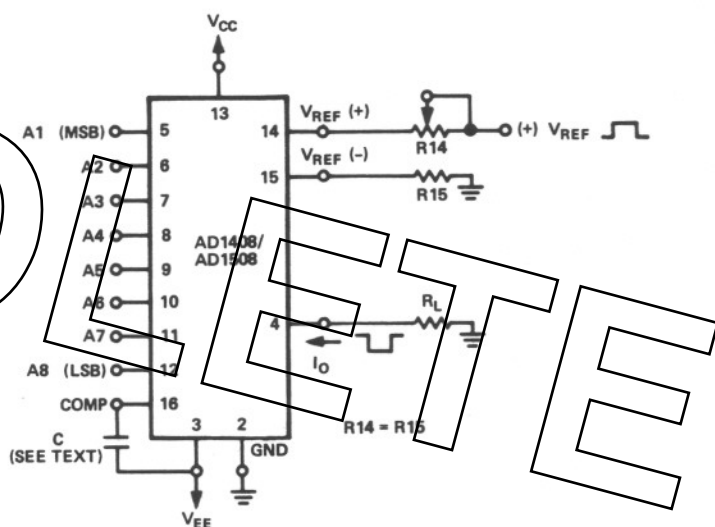 VCC
13
A1 (MSB) 5
A2 6
A3 7
A4 8
A5 9
A6 10
A7 11
A8 (LSB) 12
COMP 16
C
(SEE TEXT)
3
2
GND
VEE
AD1408/
AD1508
14 VREF (+)
R14
(+) VREF
15 VREF (-)
R15
4
RL
IO
R14 = R15
OLETE